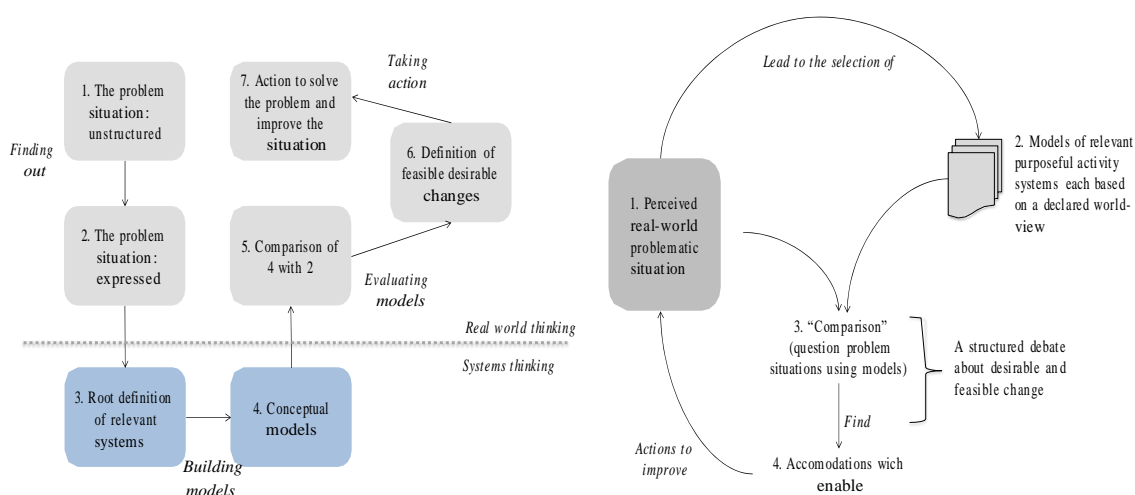 1. The problem
situation:
unstructured
Finding
out
2. The problem
situation:
expressed
3. Root definition
of relevant
systems
Building
models
4. Conceptual
models
5. Comparison of
4 with 2
Evaluating
models
6. Definition of
feasible desirable
changes
Taking
action
7. Action to solve
the problem and
improve the
situation
Real world thinking
Systems thinking
1. Perceived
real-world
problematic
situation
Lead to the selection of
2. Models of relevant
purposeful activity
systems each based
on a declared world-
view
3. “Comparison”
(question problem
situations using models)
A structured debate
about desirable and
feasible change
Find
4. Accomodations wich
enable
Actions to
improve